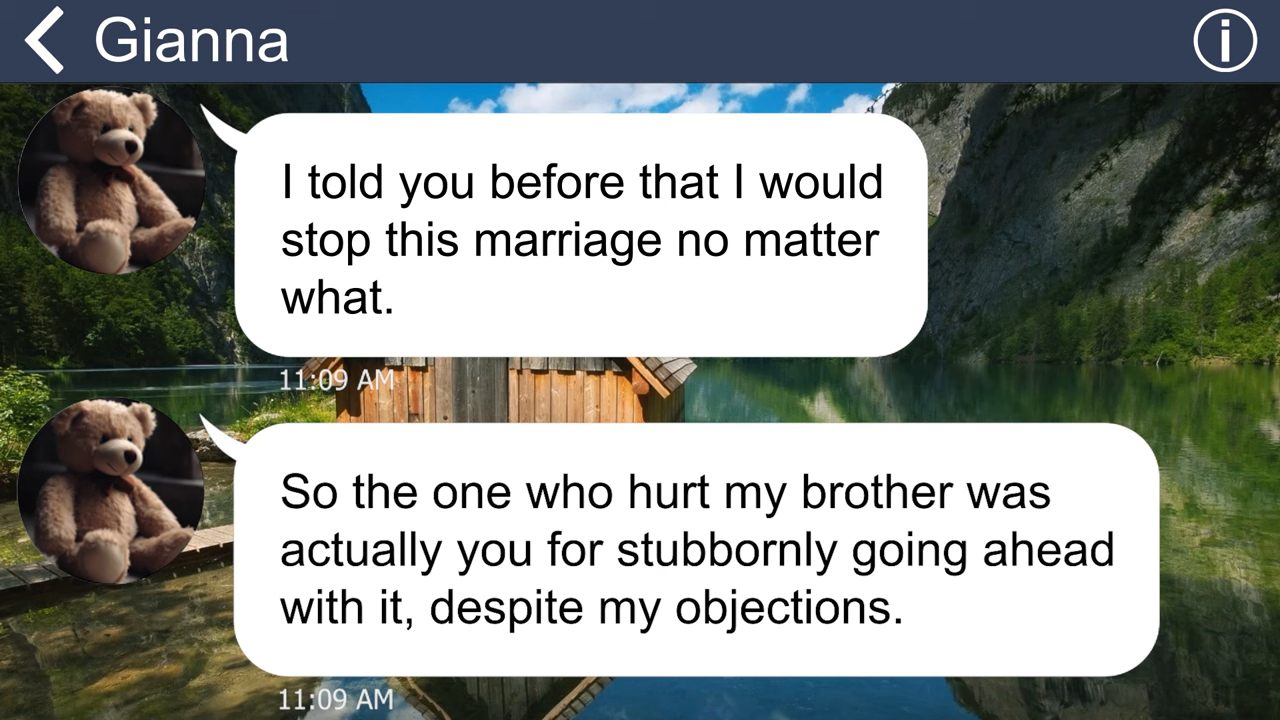 Gianna
I told you before that I would
stop this marriage no matter
what.
11:09 AM
So the one who hurt my brother was
actually you for stubbornly going ahead
with it, despite my objections.
11:09 AM